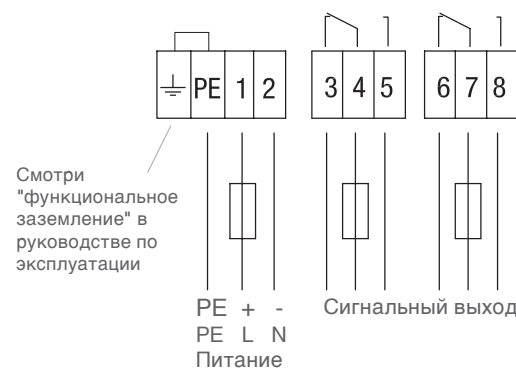 PE 1 2 3 4 5 6 7 8
Смотри
"функциональное
заземление" в
руководстве по
эксплуатации
PE + - Сигнальный выход
PE L N
Питание